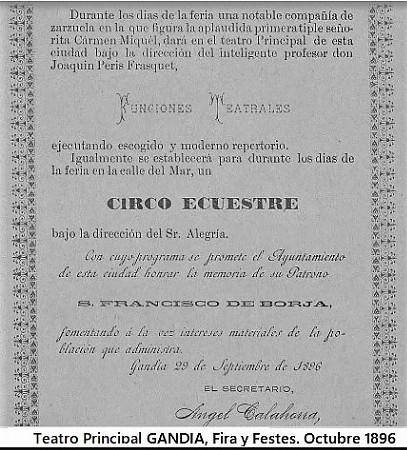 Durante los dias de la feria una notable compañía de
zarzuela en la que figura la aplaudida primera tiple seño-
rita Cármen Miquél, dará en el teatro Principal de esta
ciudad bajo la dirección del inteligente profesor don
Joaquin Peris Frasquet,
FUNCIONES TEATRALES
ejecutando escogido y moderno repertorio.
Igualmente se establecerá para durante los dias de
la feria en la calle del Mar, un
CIRCO ECUESTRE
bajo la dirección del Sr. Alegría.
Con cuyo programa se promete el Ayuntamiento
de esta ciudad honrar la memoria de su Patrono
S. FRANCISCO DE BORJA,
fomentando á la vez intereses materiales de la po-
blación que administra.
Gandía 29 de Septiembre de 1896
EL SECRETARIO,
Angel Calahorra,
Teatro Principal GANDIA, Fira y Festes. Octubre 1896